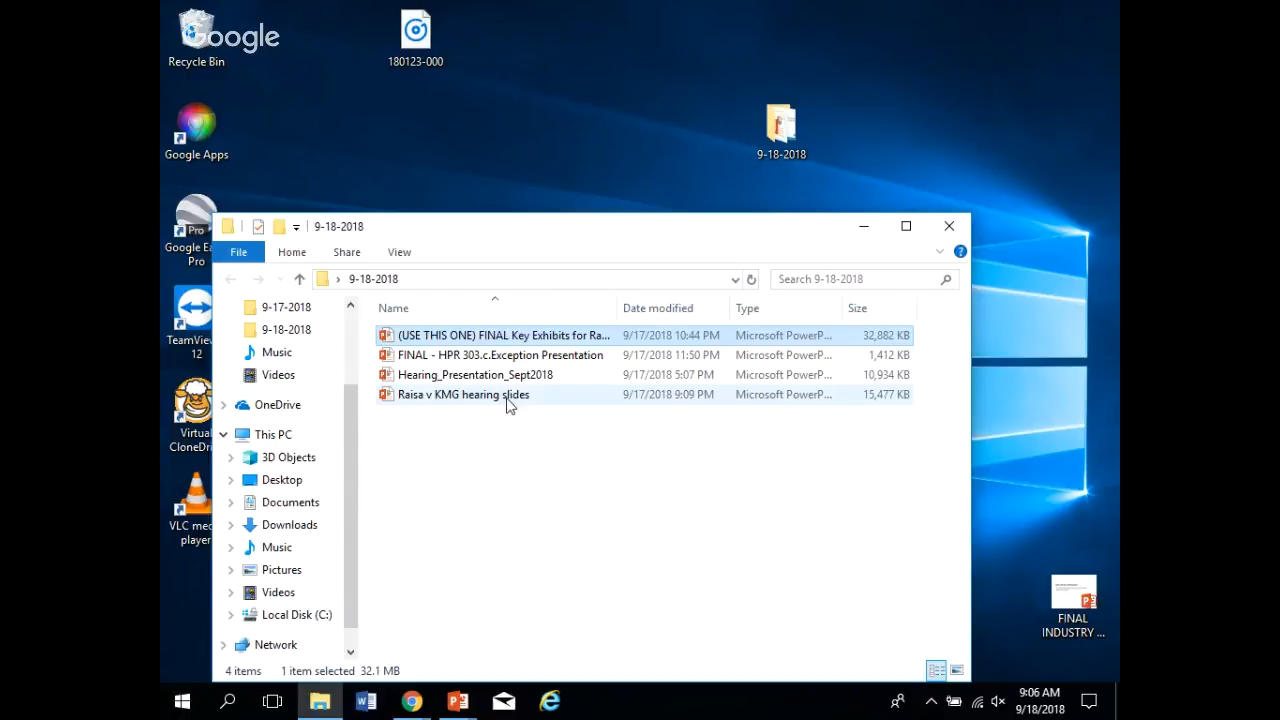 Google
Recycle Bin
180123-000
Google Apps
9-18-2018
Pro
Google Ea
Pro
TeamView
12
Virtual
CloneDri
VLC med
player
9-18-2018
File
Home
Share
View
9-18-2018
Search 9-18-2018
9-17-2018
9-18-2018
Music
Videos
OneDrive
This PC
3D Objects
Desktop
Documents
Downloads
Music
Pictures
Videos
Local Disk (C:)
Network
Name
Date modified
Type
Size
(USE THIS ONE) FINAL Key Exhibits for Ra... 9/17/2018 10:44 PM Microsoft PowerP... 32,882 KB
FINAL - HPR 303.c.Exception Presentation 9/17/2018 11:50 PM Microsoft PowerP... 1,412 KB
Hearing_Presentation_Sept2018 9/17/2018 5:07 PM Microsoft PowerP... 10,934 KB
Raisa v KMG hearing slides 9/17/2018 9:09 PM Microsoft PowerP... 15,477 KB
4 items 1 item selected 32.1 MB
FINAL
INDUSTRY ...
9:06 AM
9/18/2018